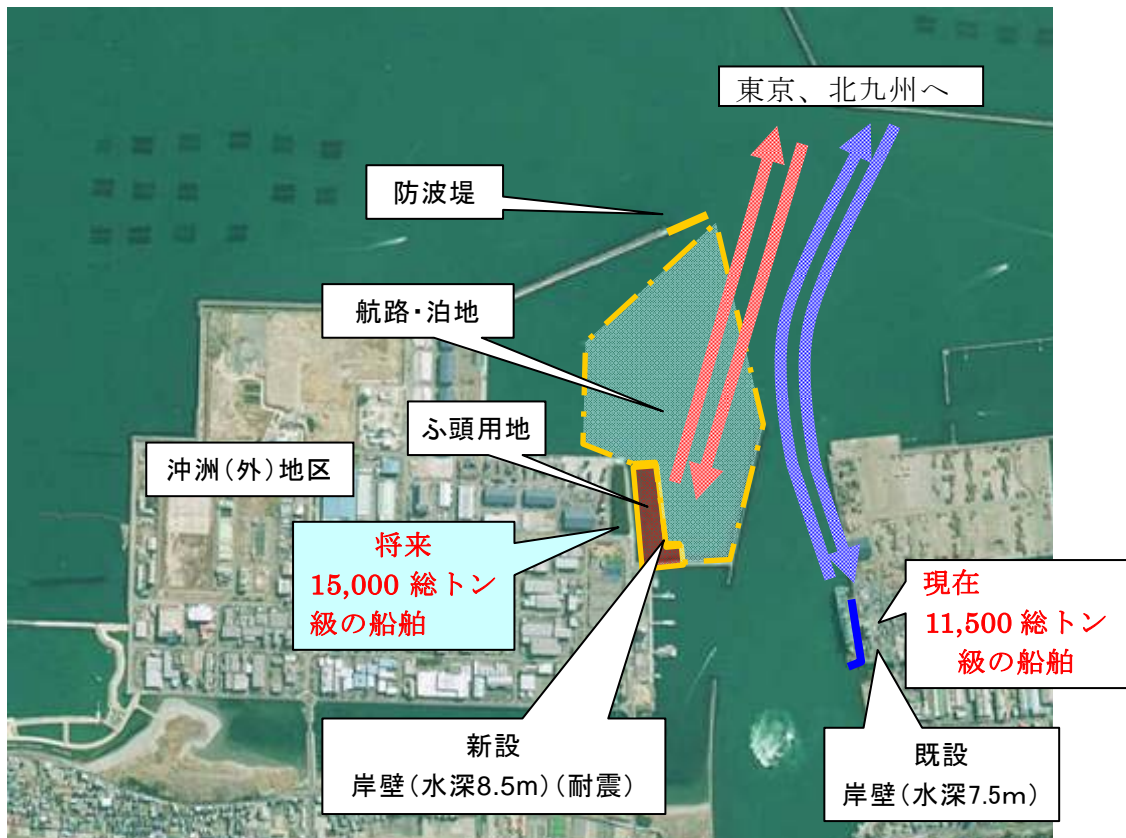 東京、北九州へ
防波堤
航路・泊地
ふ頭用地
沖洲(外)地区
将来
15,000 総トン
級の船舶
現在
11,500 総トン
級の船舶
新設
岸壁(水深8.5m)(耐震)
既設
岸壁(水深7.5m)